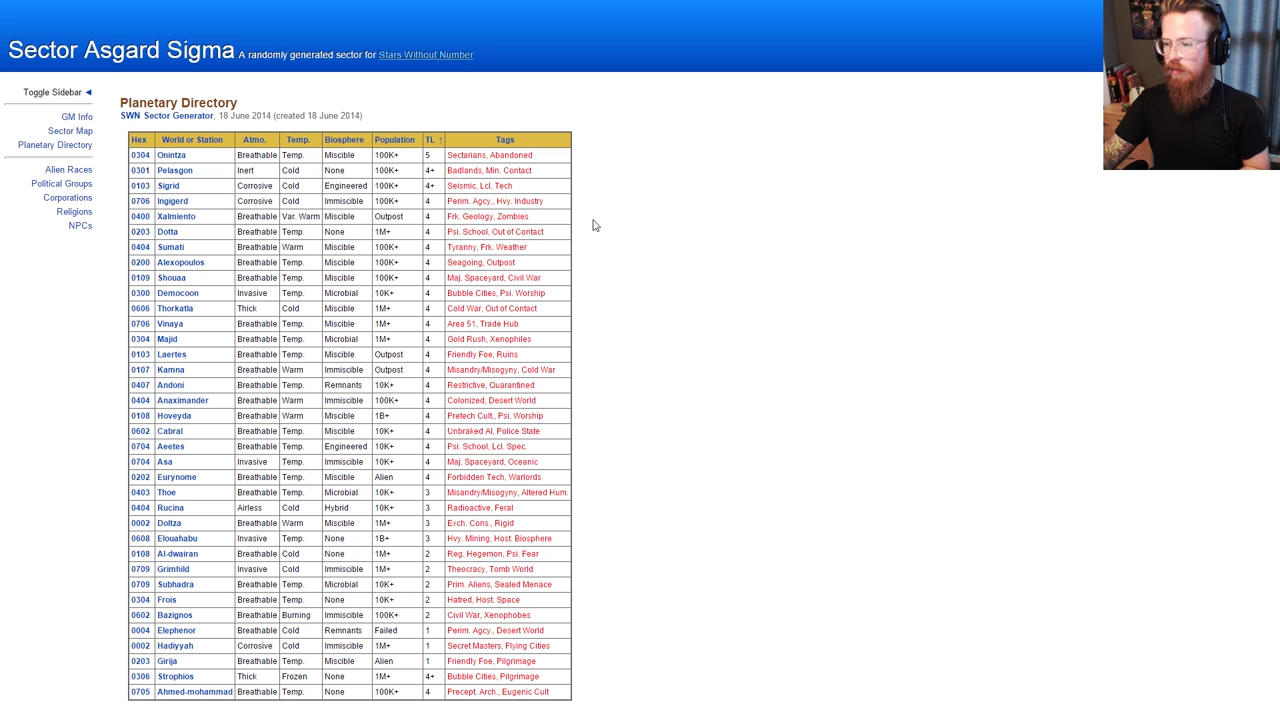 Sector Asgard Sigma A randomly generated sector for Stars Without Number
Toggle Sidebar ◄
GM Info
Sector Map
Planetary Directory
Alien Races
Political Groups
Corporations
Religions
NPCs
Planetary Directory
SWN Sector Generator, 18 June 2014 (created 18 June 2014)
Hex World or Station Atmo. Temp. Biosphere Population TL ↑ Tags
0304 Onintza Breathable Temp. Miscible 100K+ 5 Sectarians, Abandoned
0301 Pelasgon Inert Cold None 100K+ 4+ Badlands, Min. Contact
0103 Sigrid Corrosive Cold Engineered 100K+ 4+ Seismic, Lcl. Tech
0706 Ingigerd Corrosive Cold Immiscible 100K+ 4 Perim. Agcy., Hvy. Industry
0400 Xalmiento Breathable Var. Warm Miscible Outpost 4 Frk. Geology, Zombies
0203 Dotta Breathable Temp. None 1M+ 4 Psi. School, Out of Contact
0404 Sumati Breathable Warm Miscible 100K+ 4 Tyranny, Frk. Weather
0200 Alexopoulos Breathable Temp. Miscible 100K+ 4 Seagoing, Outpost
0109 Shouaa Breathable Temp. Miscible 100K+ 4 Maj. Spaceyard, Civil War
0300 Democoon Invasive Temp. Microbial 10K+ 4 Bubble Cities, Psi. Worship
0606 Thorkatla Thick Cold Miscible 1M+ 4 Cold War, Out of Contact
0706 Vinaya Breathable Temp. Miscible 1M+ 4 Area 51, Trade Hub
0304 Majid Breathable Temp. Microbial 1M+ 4 Gold Rush, Xenophiles
0103 Laertes Breathable Temp. Miscible Outpost 4 Friendly Foe, Ruins
0107 Kamna Breathable Warm Immiscible Outpost 4 Misandry/Misogyny, Cold War
0407 Andoni Breathable Temp. Remnants 10K+ 4 Restrictive, Quarantined
0404 Anaximander Breathable Warm Immiscible 100K+ 4 Colonized, Desert World
0108 Hoveyda Breathable Warm Miscible 1B+ 4 Pretech Cult., Psi. Worship
0602 Cabral Breathable Temp. Miscible 10K+ 4 Unbraked AI, Police State
0704 Aeetes Breathable Temp. Engineered 10K+ 4 Psi. School, Lcl. Spec.
0704 Asa Invasive Temp. Immiscible 10K+ 4 Maj. Spaceyard, Oceanic
0202 Eurynome Breathable Temp. Miscible Alien 4 Forbidden Tech, Warlords
0403 Thoe Breathable Temp. Microbial 10K+ 3 Misandry/Misogyny, Altered Hum.
0404 Rucina Airless Cold Hybrid 10K+ 3 Radioactive, Feral
0002 Doltza Breathable Warm Miscible 1M+ 3 Exch. Cons., Rigid
0608 Elouahabu Invasive Temp. None 1B+ 3 Hvy. Mining, Host. Biosphere
0108 Al-dwairan Breathable Cold None 1M+ 2 Reg. Hegemon, Psi. Fear
0709 Grimhild Invasive Cold Immiscible 1M+ 2 Theocracy, Tomb World
0709 Subhadra Breathable Temp. Microbial 10K+ 2 Prim. Aliens, Sealed Menace
0304 Frois Breathable Temp. None 10K+ 2 Hatred, Host. Space
0602 Bazignos Breathable Burning Immiscible 100K+ 2 Civil War, Xenophobes
0004 Elephenor Breathable Cold Remnants Failed 1 Perim. Agcy., Desert World
0002 Hadiyyah Corrosive Cold Immiscible 1M+ 1 Secret Masters, Flying Cities
0203 Girija Breathable Temp. Miscible Alien 1 Friendly Foe, Pilgrimage
0306 Strophios Thick Frozen None 1M+ 4+ Bubble Cities, Pilgrimage
0705 Ahmed-mohammad Breathable Temp. None 100K+ 4 Precept. Arch., Eugenic Cult